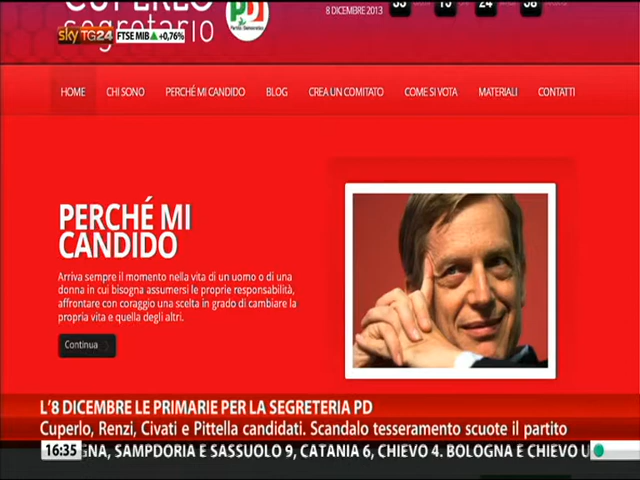 CUPERLO
segretario
PD
Partito Democratico
8 DICEMBRE 2013
sky TG24
FTSE MIB +0,76%
HOME CHI SONO PERCHÉ MI CANDIDO BLOG CREA UN COMITATO COME SI VOTA MATERIALI CONTATTI
PERCHÉ MI
CANDIDO
Arriva sempre il momento nella vita di un uomo o di una
donna in cui bisogna assumersi le proprie responsabilità,
affrontare con coraggio una scelta in grado di cambiare la
propria vita e quella degli altri.
Continua
L'8 DICEMBRE LE PRIMARIE PER LA SEGRETERIA PD
Cuperlo, Renzi, Civati e Pittella candidati. Scandalo tesseramento scuote il partito
16:35 GNA, SAMPDORIA E SASSUOLO 9, CATANIA 6, CHIEVO 4. BOLOGNA E CHIEVO U